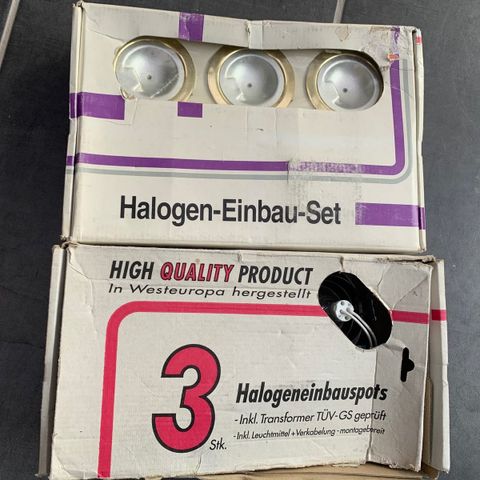 Halogen-Einbau-Set
HIGH QUALITY PRODUCT
In Westeuropa hergestellt
3
Stk.
Halogeneinbauspots
- Inkl. Transformer TÜV-GS geprüft
- Inkl. Leuchtmittel + Verkabelung - montagebereit